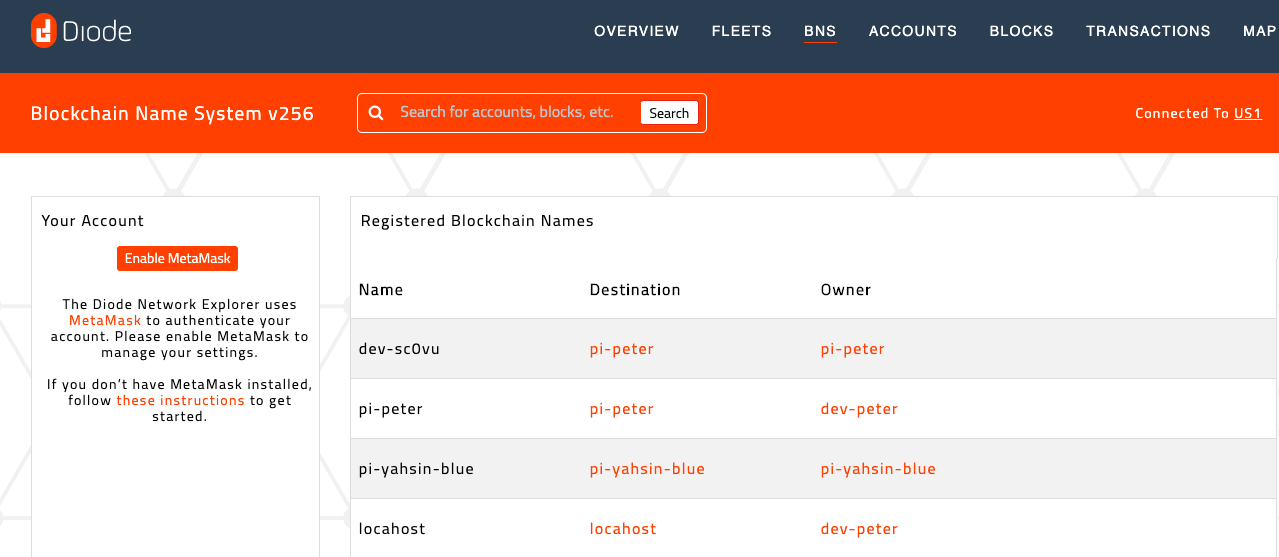 Diode
OVERVIEW FLEETS BNS ACCOUNTS BLOCKS TRANSACTIONS MAP
Blockchain Name System v256
Search for accounts, blocks, etc. Search
Connected To US1
Your Account
Enable MetaMask
The Diode Network Explorer uses
MetaMask to authenticate your
account. Please enable MetaMask to
manage your settings.
If you don’t have MetaMask installed,
follow these instructions to get
started.
Registered Blockchain Names
Name Destination Owner
dev-sc0vu pi-peter pi-peter
pi-peter pi-peter dev-peter
pi-yahsin-blue pi-yahsin-blue pi-yahsin-blue
locahost locahost dev-peter